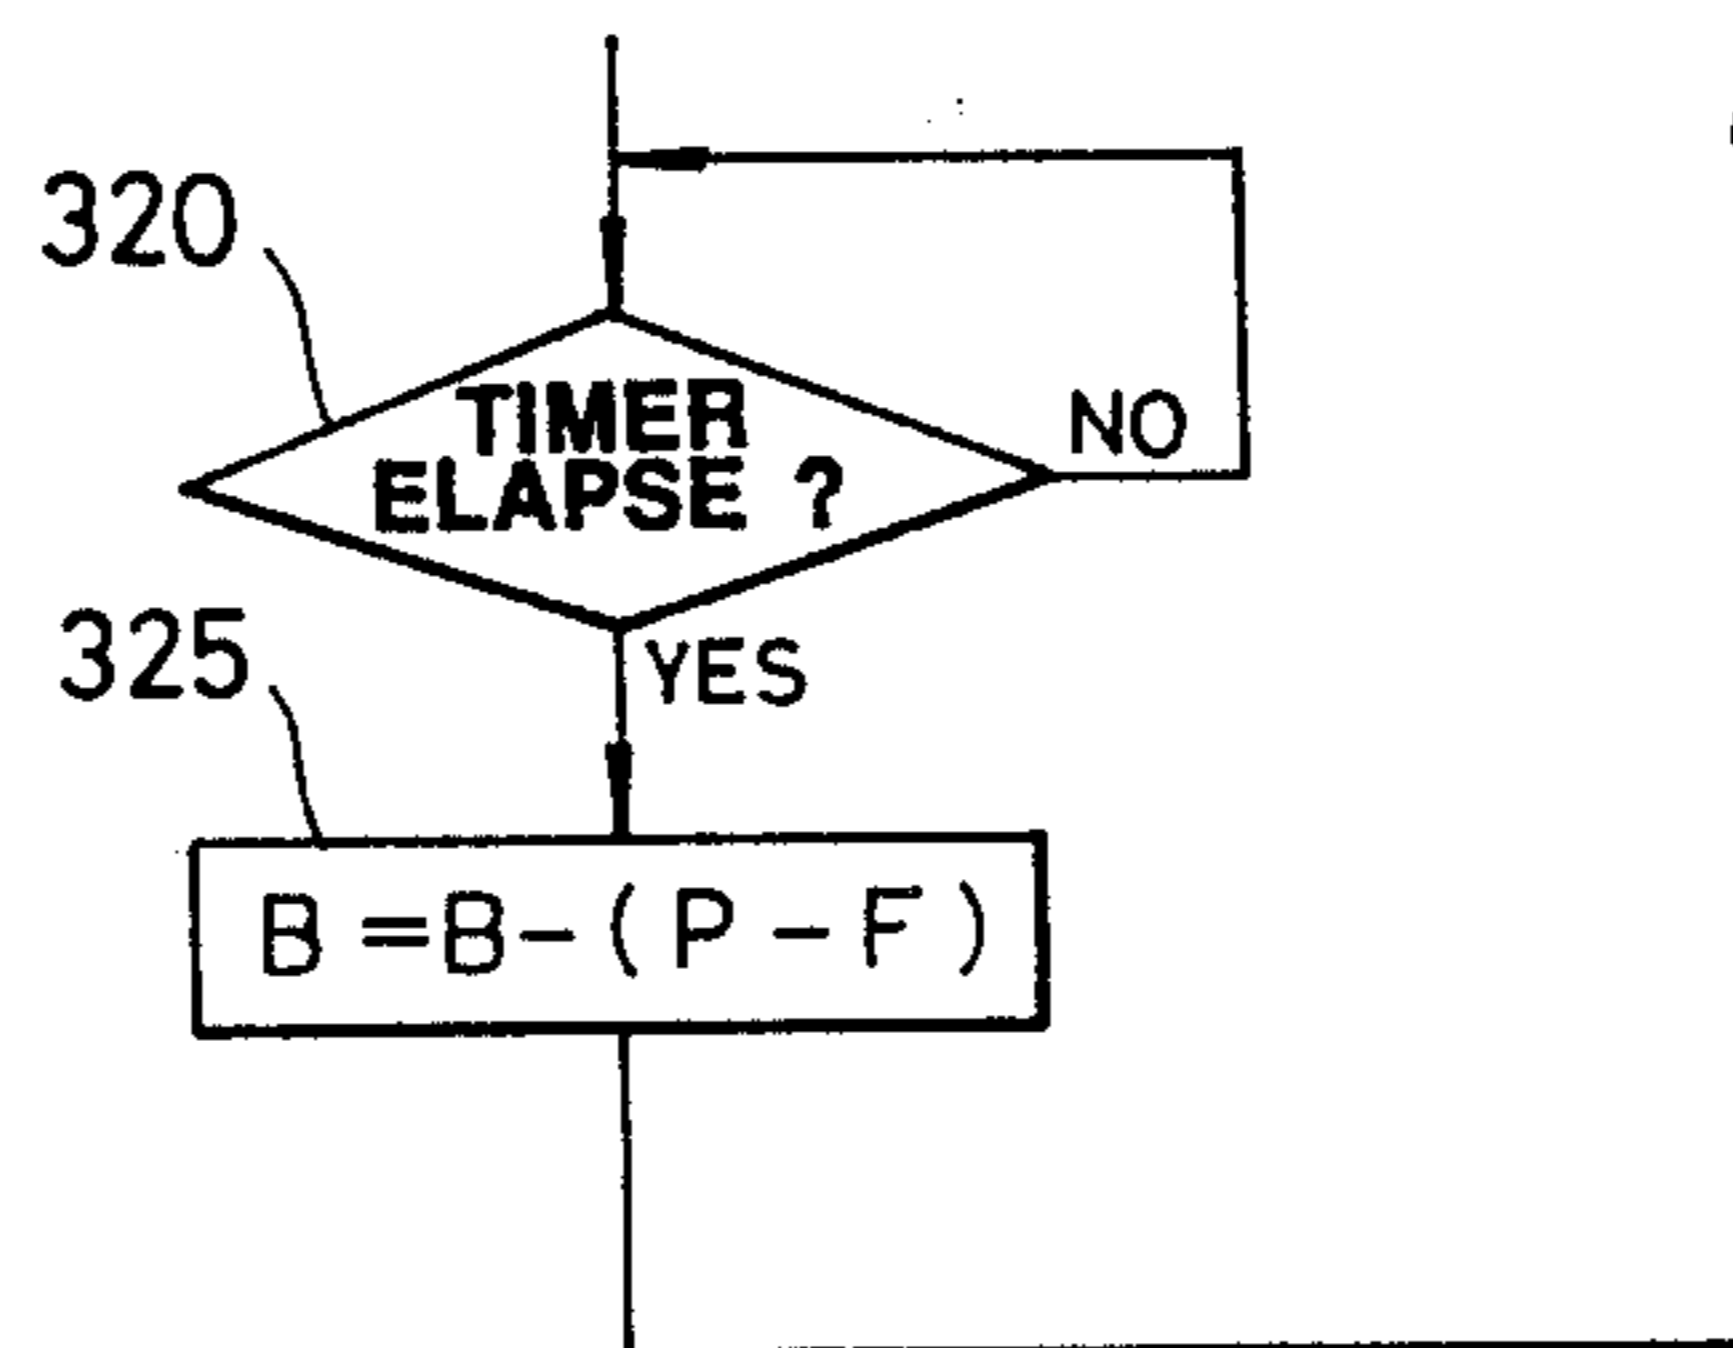 320
TIMER
ELAPSE ?
NO
325
YES
B=B-(P-F)